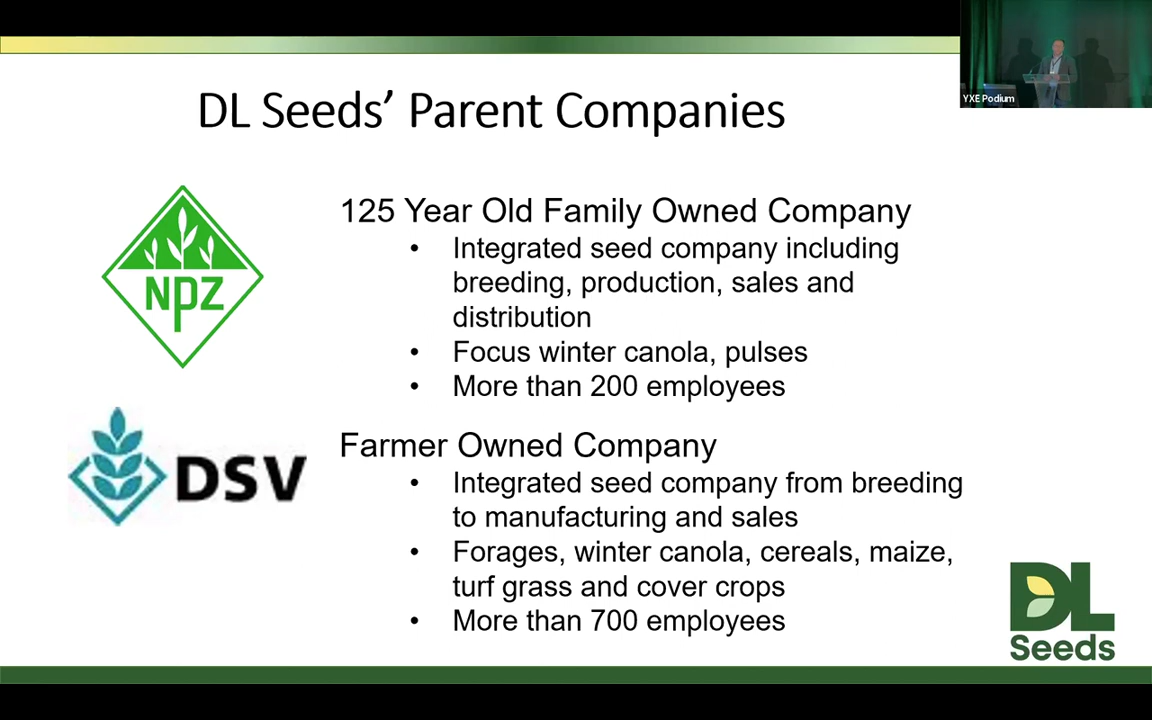 YXE Podium
DL Seeds' Parent Companies
NPZ
125 Year Old Family Owned Company
• Integrated seed company including
breeding, production, sales and
distribution
• Focus winter canola, pulses
• More than 200 employees
DSV
Farmer Owned Company
• Integrated seed company from breeding
to manufacturing and sales
• Forages, winter canola, cereals, maize,
turf grass and cover crops
• More than 700 employees
DL
Seeds